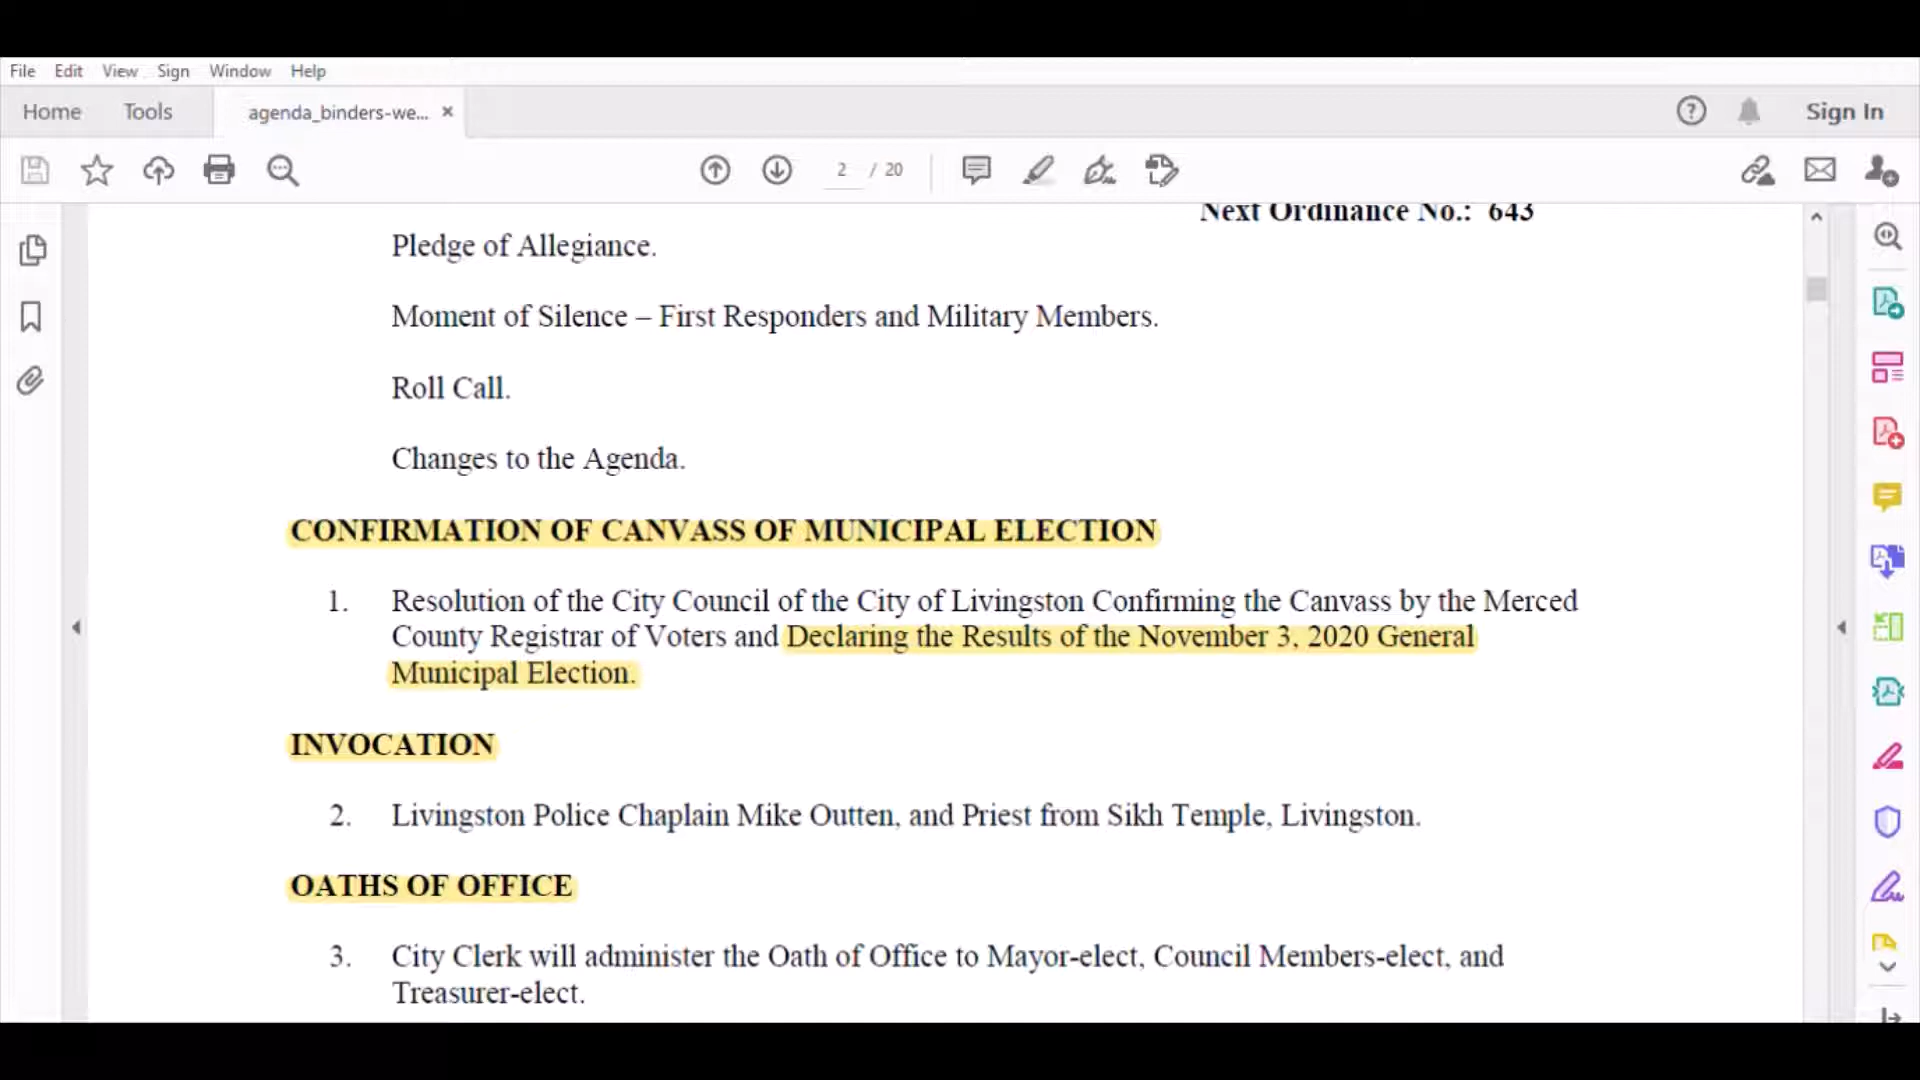 File Edit View Sign Window Help
Home Tools agenda_binders-we... × Sign In
2 / 20
Next Ordinance No.: 643
Pledge of Allegiance.
Moment of Silence – First Responders and Military Members.
Roll Call.
Changes to the Agenda.
CONFIRMATION OF CANVASS OF MUNICIPAL ELECTION
1. Resolution of the City Council of the City of Livingston Confirming the Canvass by the Merced
County Registrar of Voters and Declaring the Results of the November 3, 2020 General
Municipal Election.
INVOCATION
2. Livingston Police Chaplain Mike Outten, and Priest from Sikh Temple, Livingston.
OATHS OF OFFICE
3. City Clerk will administer the Oath of Office to Mayor-elect, Council Members-elect, and
Treasurer-elect.